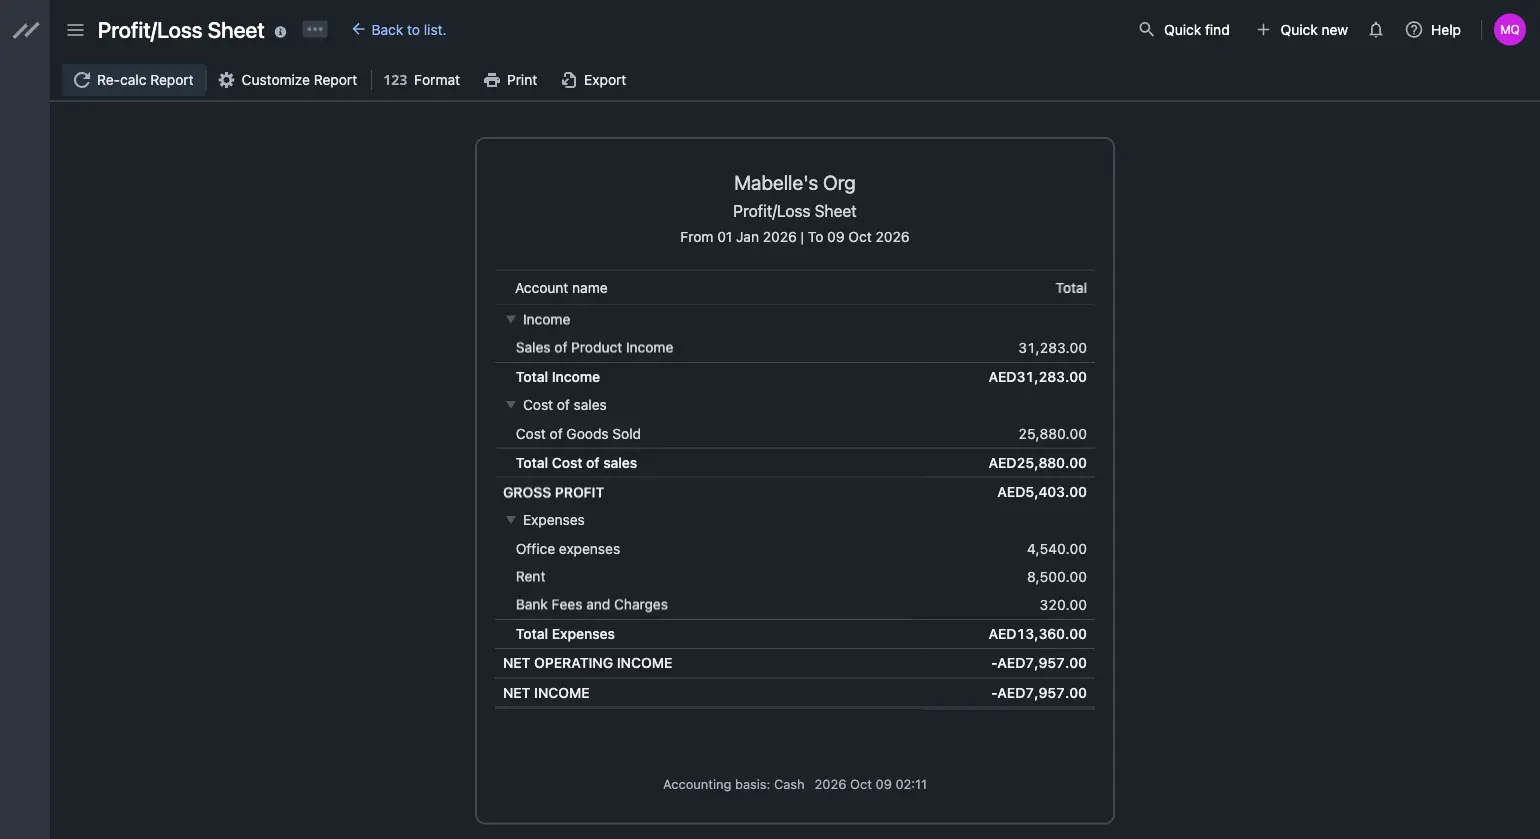 Profit/Loss Sheet
Back to list.
Quick find
Quick new
Help
MQ
Re-calc Report
Customize Report
123 Format
Print
Export
Mabelle's Org
Profit/Loss Sheet
From 01 Jan 2026 | To 09 Oct 2026
Account name Total
Income
Sales of Product Income 31,283.00
Total Income AED31,283.00
Cost of sales
Cost of Goods Sold 25,880.00
Total Cost of sales AED25,880.00
GROSS PROFIT AED5,403.00
Expenses
Office expenses 4,540.00
Rent 8,500.00
Bank Fees and Charges 320.00
Total Expenses AED13,360.00
NET OPERATING INCOME -AED7,957.00
NET INCOME -AED7,957.00
Accounting basis: Cash 2026 Oct 09 02:11